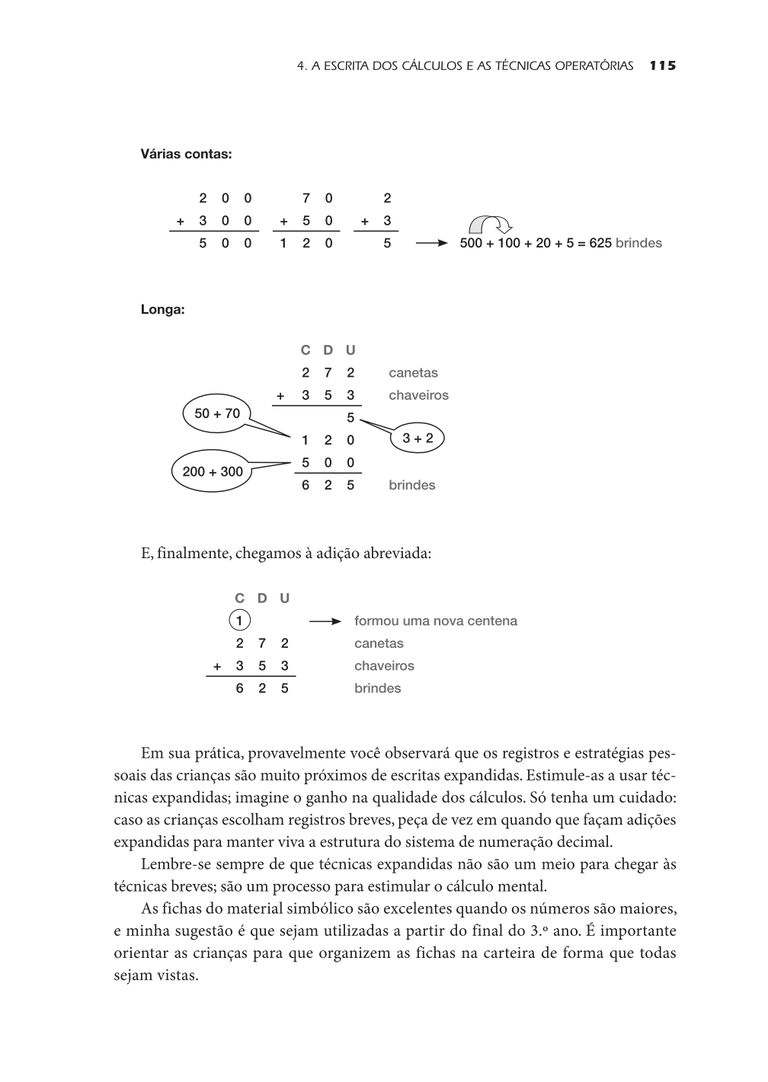 4. A ESCRITA DOS CÁLCULOS E AS TÉCNICAS OPERATÓRIAS 115
Várias contas:
2 0 0 7 0 2
+ 3 0 0 + 5 0 + 3
5 0 0 1 2 0 5 500 + 100 + 20 + 5 = 625 brindes
Longa:
C D U
2 7 2 canetas
+ 3 5 3 chaveiros
50 + 70 5
1 2 0 3 + 2
200 + 300 5 0 0
6 2 5 brindes
E, finalmente, chegamos à adição abreviada:
C D U
1 formou uma nova centena
2 7 2 canetas
+ 3 5 3 chaveiros
6 2 5 brindes
Em sua prática, provavelmente você observará que os registros e estratégias pes-
soais das crianças são muito próximos de escritas expandidas. Estimule-as a usar téc-
nicas expandidas; imagine o ganho na qualidade dos cálculos. Só tenha um cuidado:
caso as crianças escolham registros breves, peça de vez em quando que façam adições
expandidas para manter viva a estrutura do sistema de numeração decimal.
Lembre-se sempre de que técnicas expandidas não são um meio para chegar às
técnicas breves; são um processo para estimular o cálculo mental.
As fichas do material simbólico são excelentes quando os números são maiores,
e minha sugestão é que sejam utilizadas a partir do final do 3.º ano. É importante
orientar as crianças para que organizem as fichas na carteira de forma que todas
sejam vistas.